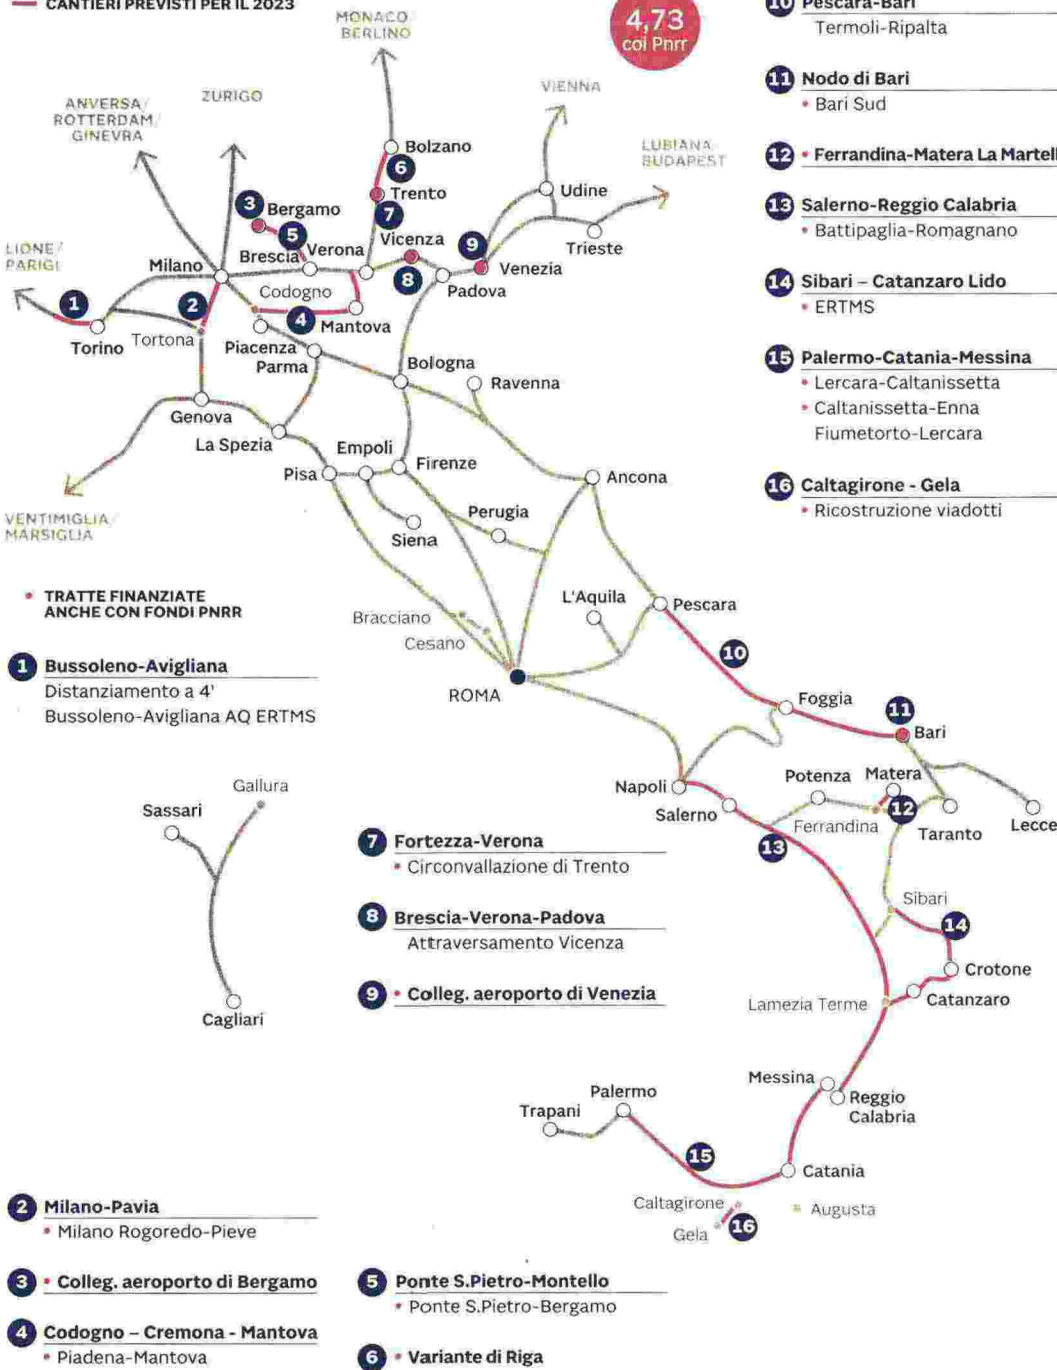 CANTIERI PREVISTI PER IL 2023
4,73
coi Pnrr
MONACO/
BERLINO
ZURIGO
ANVERSA/
ROTTERDAM/
GINEVRA
VIENNA
LUBIANA/
BUDAPEST
LIONE/
PARIGI
VENTIMIGLIA/
MARSIGLIA
Bolzano
6
Trento
7
3
Bergamo
5
Brescia
Verona
Vicenza
8
9
Venezia
Padova
Udine
Trieste
Milano
1
Torino
2
Tortona
Codogno
4
Mantova
Piacenza
Parma
Bologna
Ravenna
Genova
La Spezia
Pisa
Empoli
Firenze
Siena
Perugia
Ancona
L'Aquila
Pescara
Bracciano
Cesano
ROMA
10
Foggia
11
Bari
Napoli
Salerno
Potenza
Matera
Ferrandina
12
Taranto
Lecce
13
Sibari
14
Crotone
Catanzaro
Lamezia Terme
Messina
Reggio
Calabria
Palermo
Trapani
15
Catania
Caltagirone
Gela
16
Augusta
Sassari
Gallura
Cagliari
• TRATTE FINANZIATE
ANCHE CON FONDI PNRR
1 Bussoleno-Avigliana
Distanziamento a 4'
Bussoleno-Avigliana AQ ERTMS
2 Milano-Pavia
• Milano Rogoredo-Pieve
3 • Colleg. aeroporto di Bergamo
4 Codogno – Cremona - Mantova
• Piadena-Mantova
5 Ponte S.Pietro-Montello
• Ponte S.Pietro-Bergamo
6 • Variante di Riga
7 Fortezza-Verona
• Circonvallazione di Trento
8 Brescia-Verona-Padova
Attraversamento Vicenza
9 • Colleg. aeroporto di Venezia
10 Pescara-Bari
Termoli-Ripalta
11 Nodo di Bari
• Bari Sud
12 • Ferrandina-Matera La Martell
13 Salerno-Reggio Calabria
• Battipaglia-Romagnano
14 Sibari – Catanzaro Lido
• ERTMS
15 Palermo-Catania-Messina
• Lercara-Caltanissetta
• Caltanissetta-Enna
Fiumetorto-Lercara
16 Caltagirone - Gela
• Ricostruzione viadotti